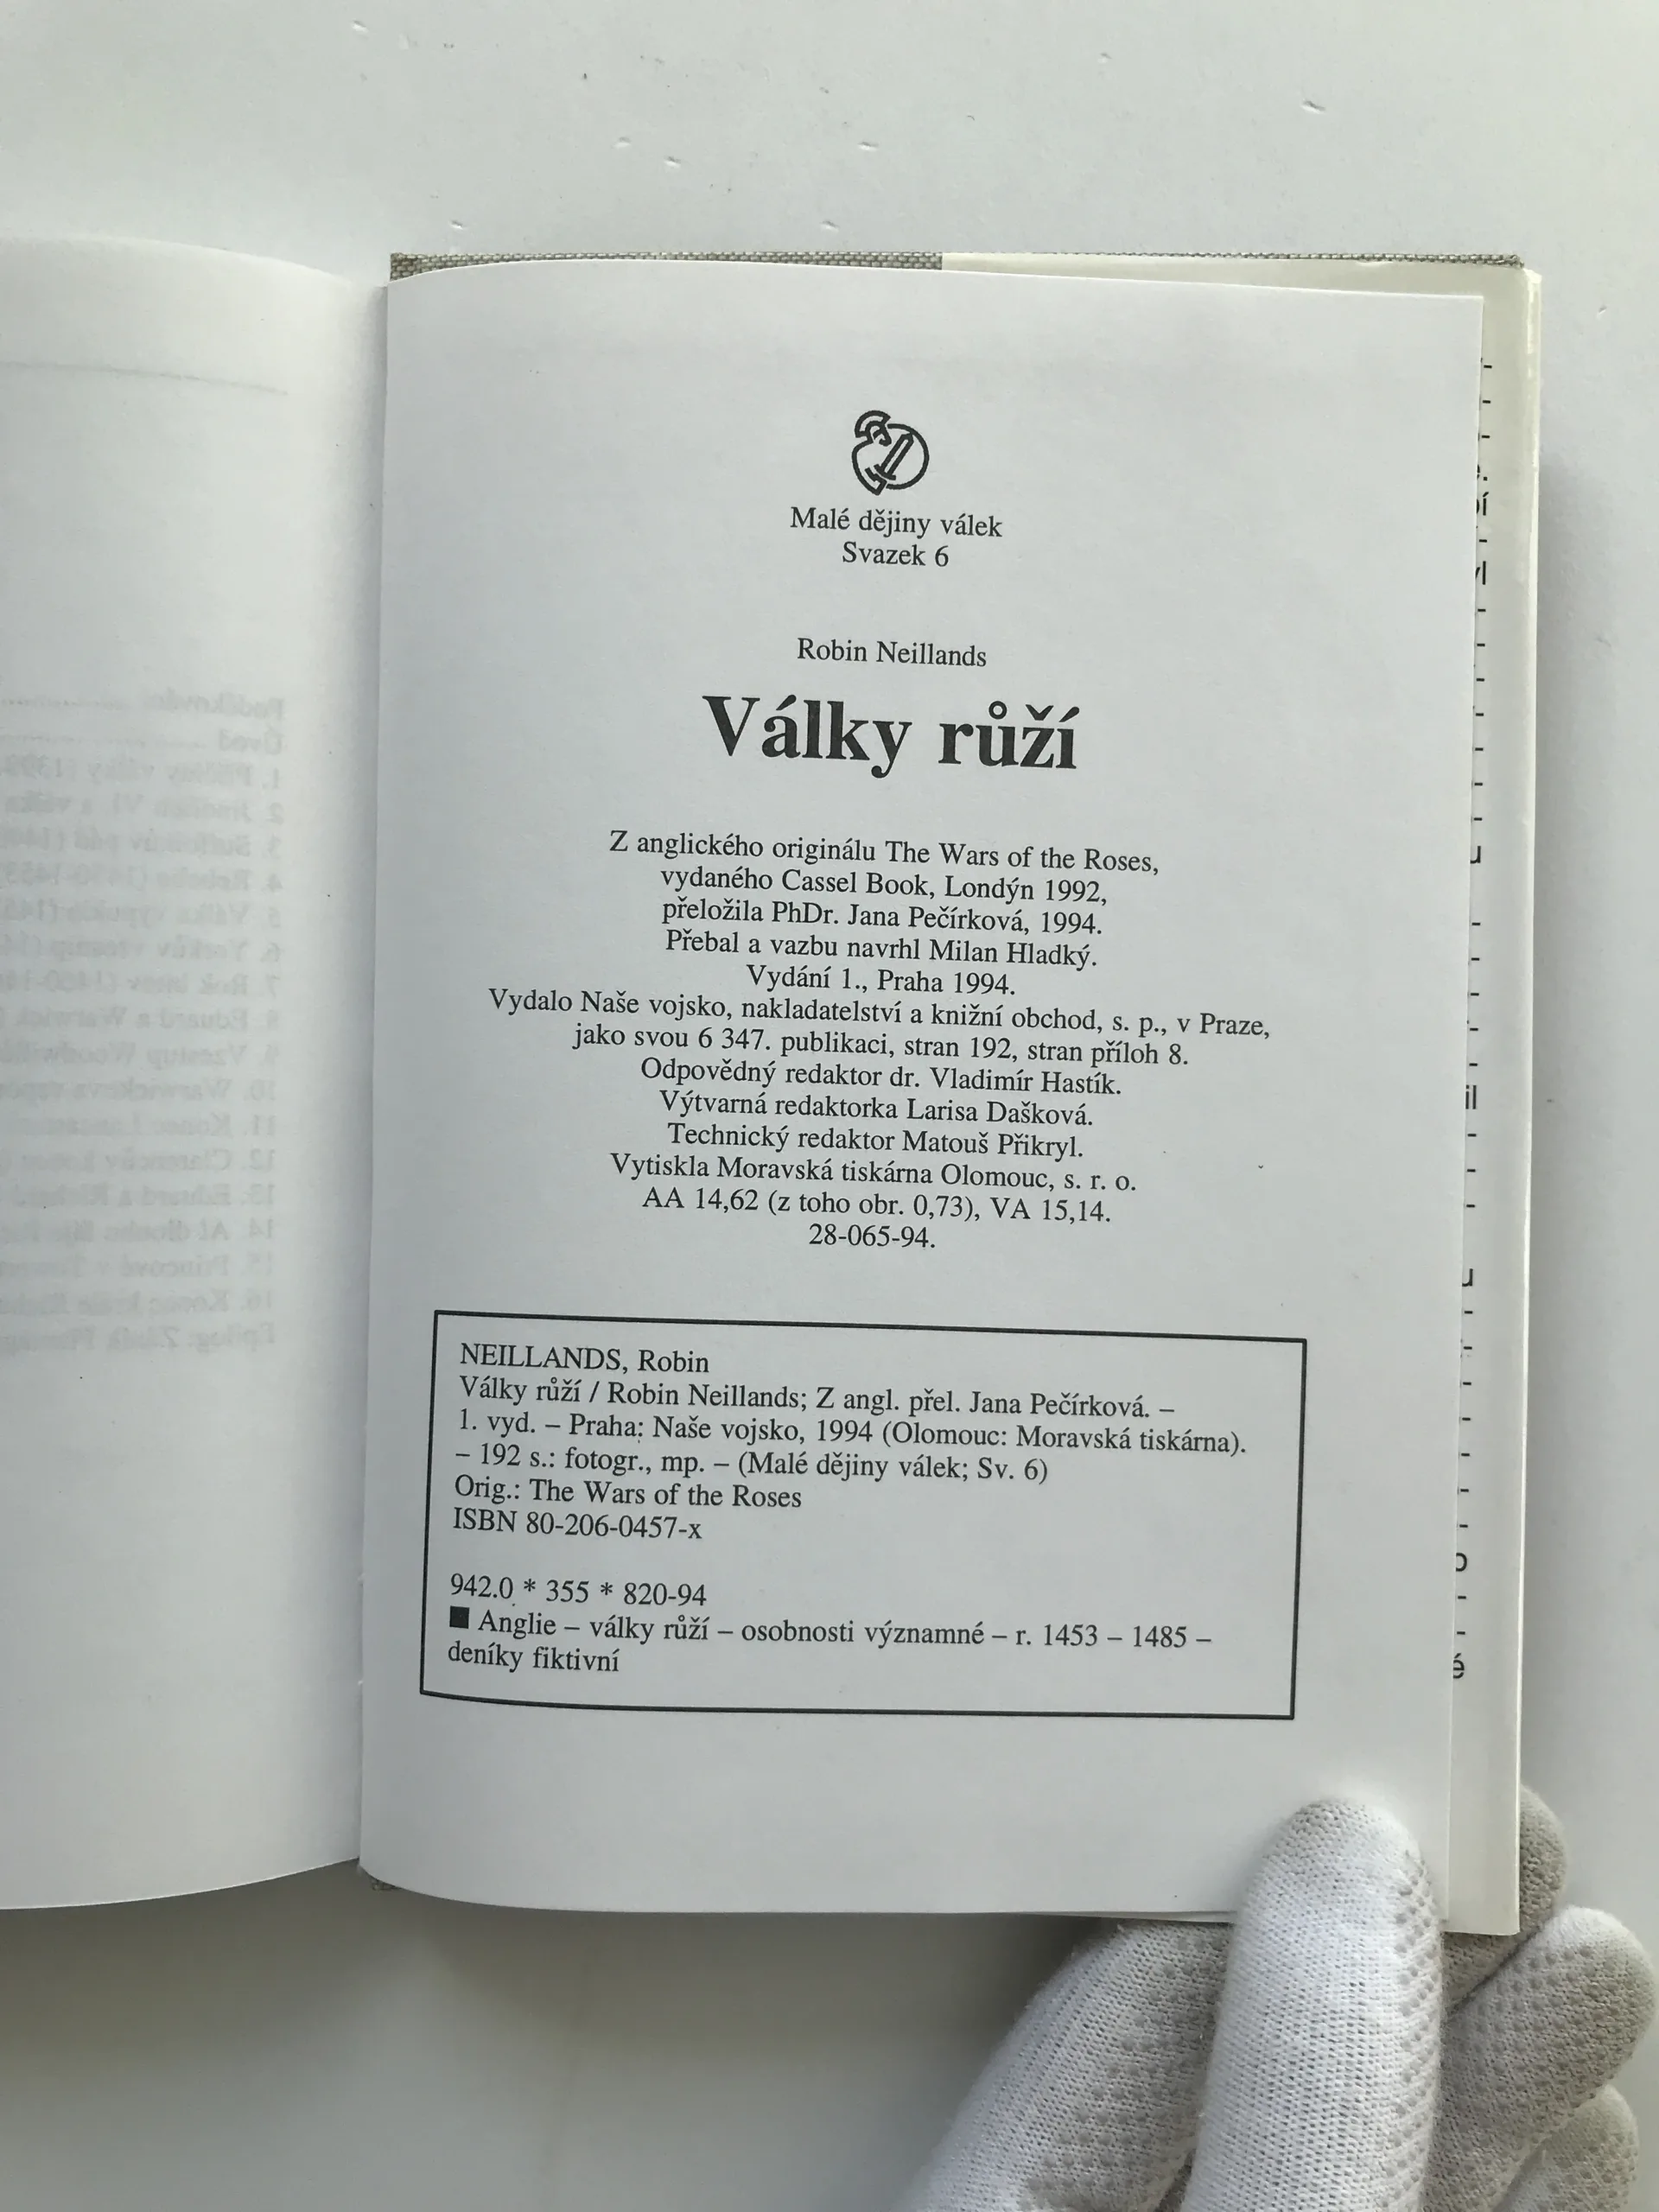 Malé dějiny válek
Svazek 6
Robin Neillands
Války růží
Z anglického originálu The Wars of the Roses,
vydaného Cassel Book, Londýn 1992,
přeložila PhDr. Jana Pečírková, 1994.
Přebal a vazbu navrhl Milan Hladký.
Vydání 1., Praha 1994.
Vydalo Naše vojsko, nakladatelství a knižní obchod, s. p., v Praze,
jako svou 6 347. publikaci, stran 192, stran příloh 8.
Odpovědný redaktor dr. Vladimír Hastík.
Výtvarná redaktorka Larisa Dašková.
Technický redaktor Matouš Přikryl.
Vytiskla Moravská tiskárna Olomouc, s. r. o.
AA 14,62 (z toho obr. 0,73), VA 15,14.
28-065-94.
NEILLANDS, Robin
Války růží / Robin Neillands; Z angl. přel. Jana Pečírková. –
1. vyd. – Praha: Naše vojsko, 1994 (Olomouc: Moravská tiskárna).
– 192 s.: fotogr., mp. – (Malé dějiny válek; Sv. 6)
Orig.: The Wars of the Roses
ISBN 80-206-0457-x
942.0 * 355 * 820-94
■ Anglie – války růží – osobnosti významné – r. 1453 – 1485 –
deníky fiktivní